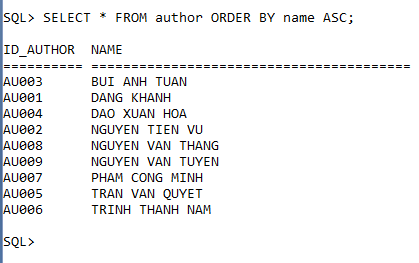 SQL> SELECT * FROM author ORDER BY name ASC;
ID_AUTHOR NAME
========== ========================================
AU003 BUI ANH TUAN
AU001 DANG KHANH
AU004 DAO XUAN HOA
AU002 NGUYEN TIEN VU
AU008 NGUYEN VAN THANG
AU009 NGUYEN VAN TUYEN
AU007 PHAM CONG MINH
AU005 TRAN VAN QUYET
AU006 TRINH THANH NAM
SQL>